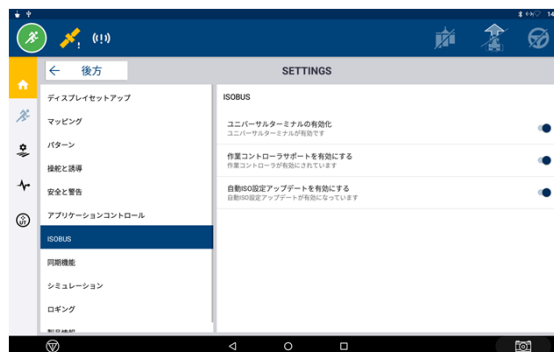 14
後方
SETTINGS
ディスプレイセットアップ
マッピング
パターン
操舵と誘導
安全と警告
アプリケーションコントロール
ISOBUS
同期機能
シミュレーション
ロギング
製品情報
ISOBUS
ユニバーサルターミナルの有効化
ユニバーサルターミナルが有効です
作業コントローラサポートを有効にする
作業コントローラが有効にされています
自動ISO設定アップデートを有効にする
自動ISO設定アップデートが有効になっています
UT